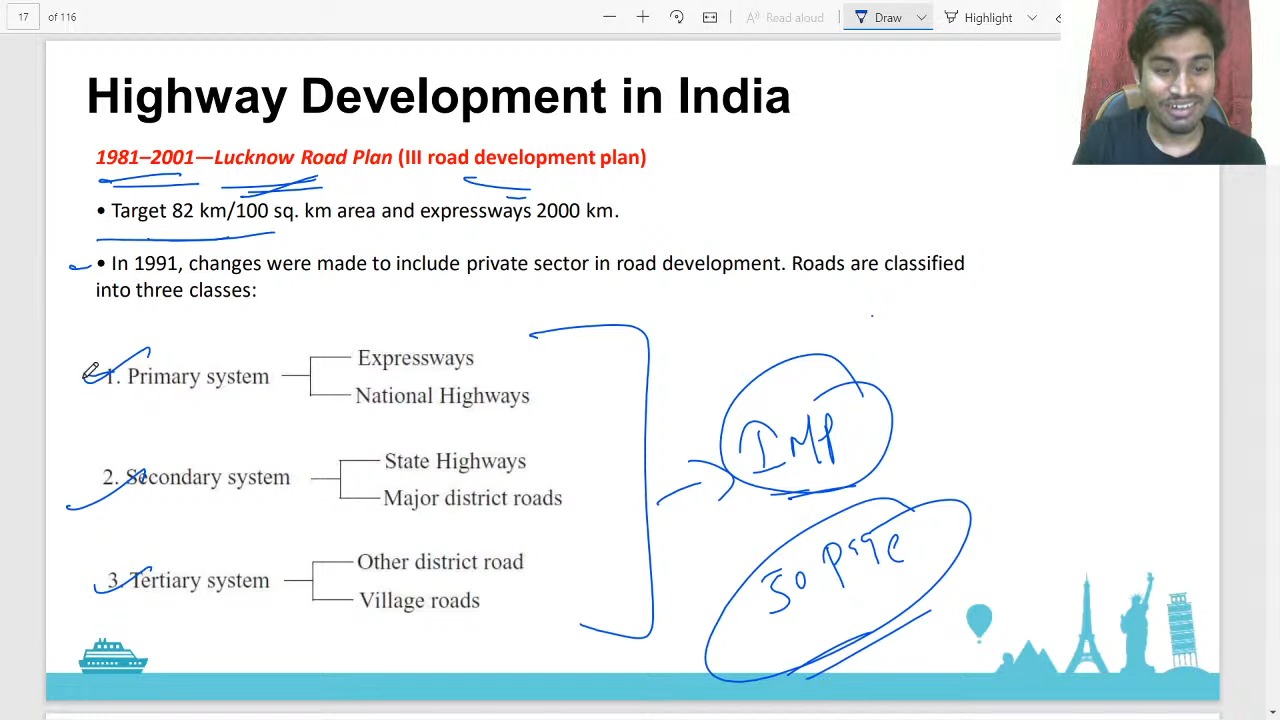 17 of 116
Read aloud
Draw
Highlight
Highway Development in India
1981–2001—Lucknow Road Plan (III road development plan)
• Target 82 km/100 sq. km area and expressways 2000 km.
• In 1991, changes were made to include private sector in road development. Roads are classified
into three classes:
1. Primary system
Expressways
National Highways
2. Secondary system
State Highways
Major district roads
3. Tertiary system
Other district road
Village roads
IMP